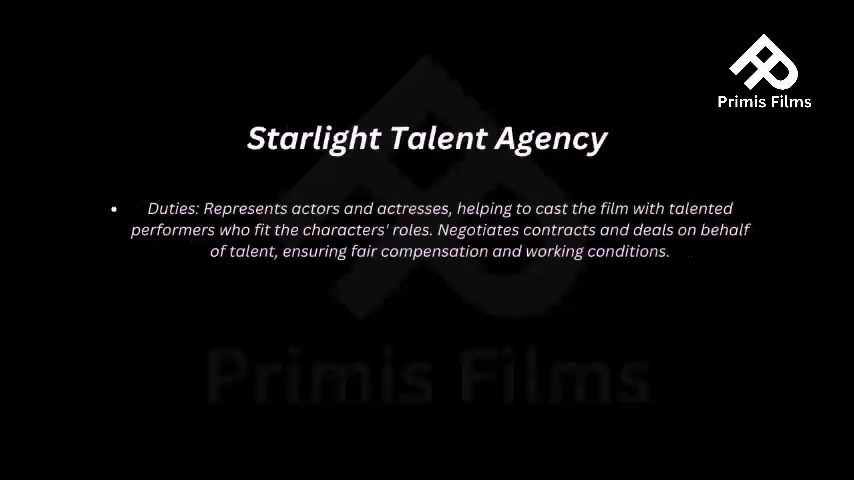 Primis Films
Starlight Talent Agency
• Duties: Represents actors and actresses, helping to cast the film with talented
performers who fit the characters' roles. Negotiates contracts and deals on behalf
of talent, ensuring fair compensation and working conditions.
Primis Films